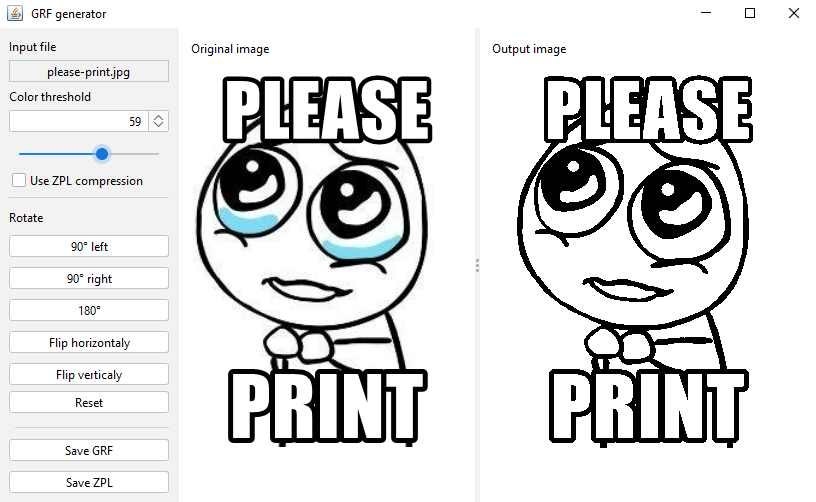 GRF generator
Input file
please-print.jpg
Color threshold
59
Use ZPL compression
Rotate
90° left
90° right
180°
Flip horizontaly
Flip verticaly
Reset
Save GRF
Save ZPL
Original image
PLEASE
PRINT
Output image
PLEASE
PRINT